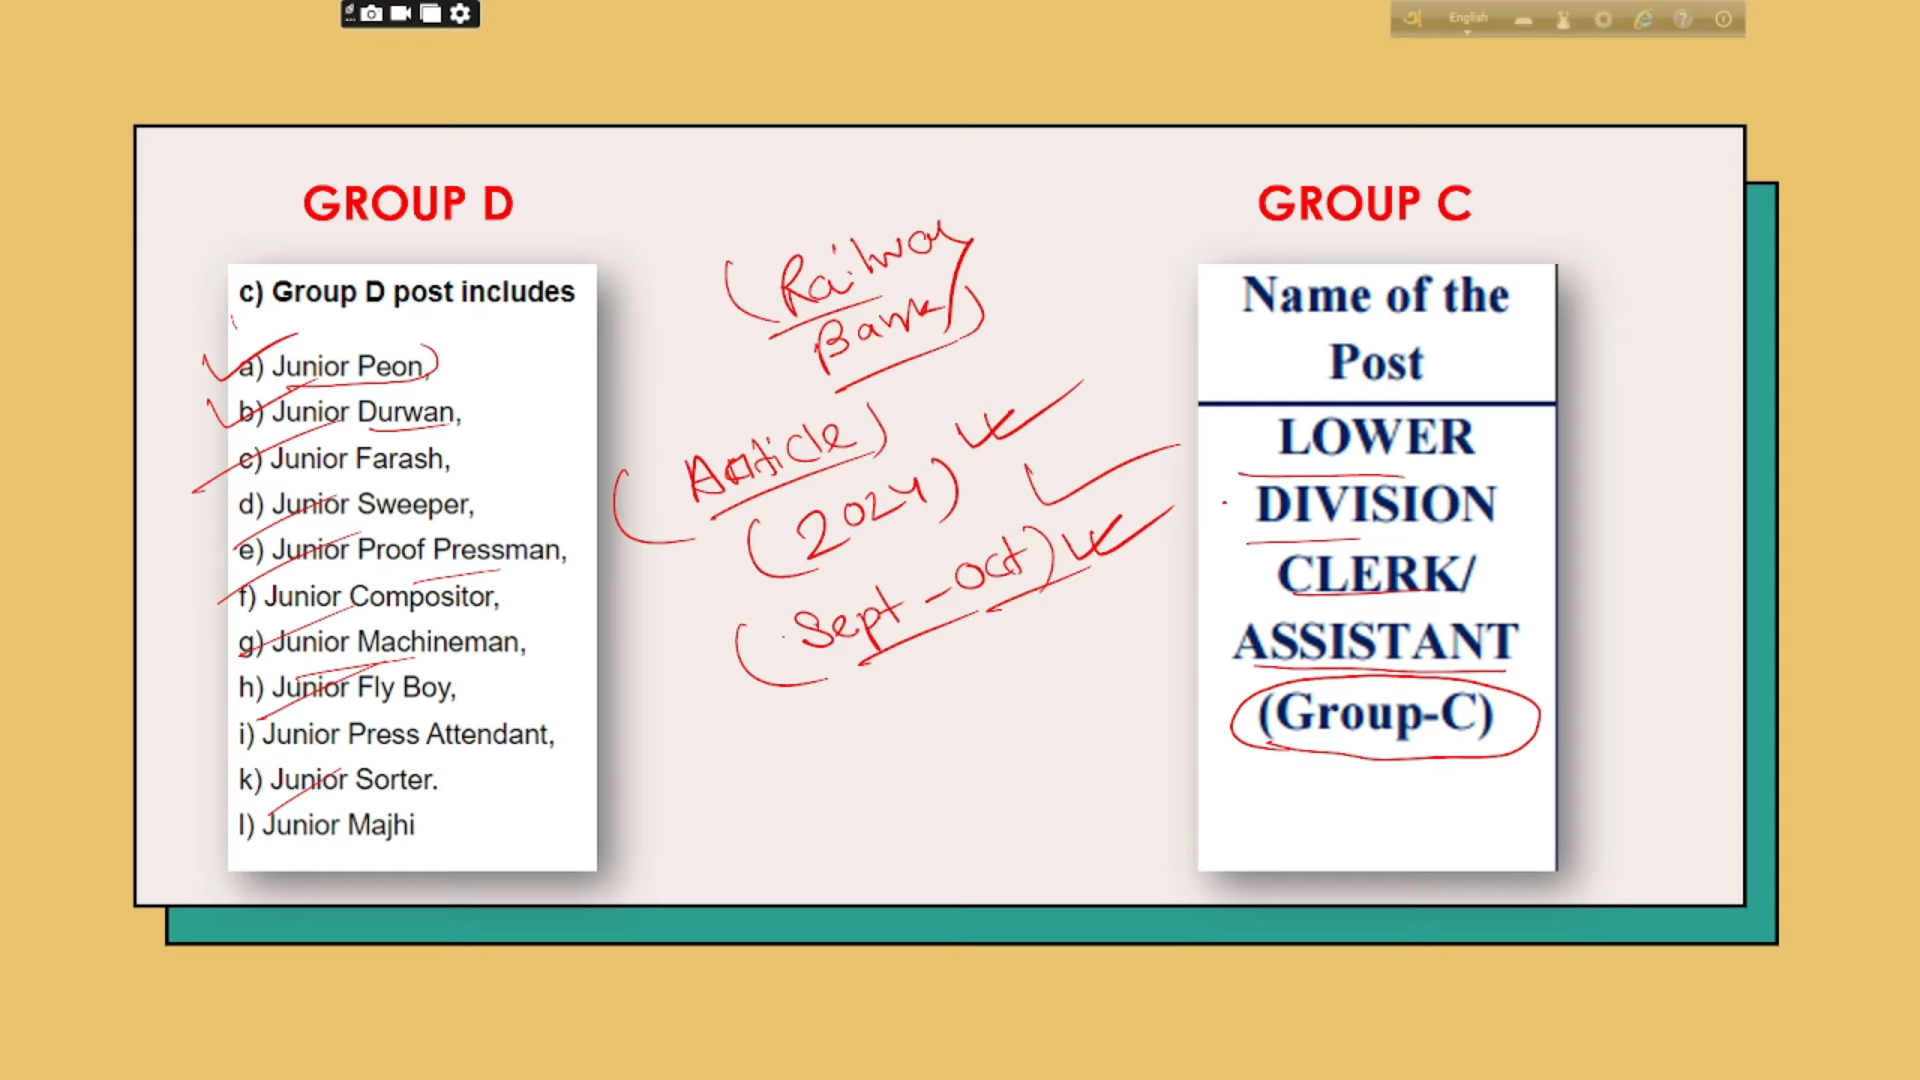 English
GROUP D
c) Group D post includes
a) Junior Peon,
b) Junior Durwan,
c) Junior Farash,
d) Junior Sweeper,
e) Junior Proof Pressman,
f) Junior Compositor,
g) Junior Machineman,
h) Junior Fly Boy,
i) Junior Press Attendant,
k) Junior Sorter.
l) Junior Majhi
(Railway
Bank)
(Article)
(2024)
(Sept-Oct)
GROUP C
Name of the
Post
LOWER
DIVISION
CLERK/
ASSISTANT
(Group-C)